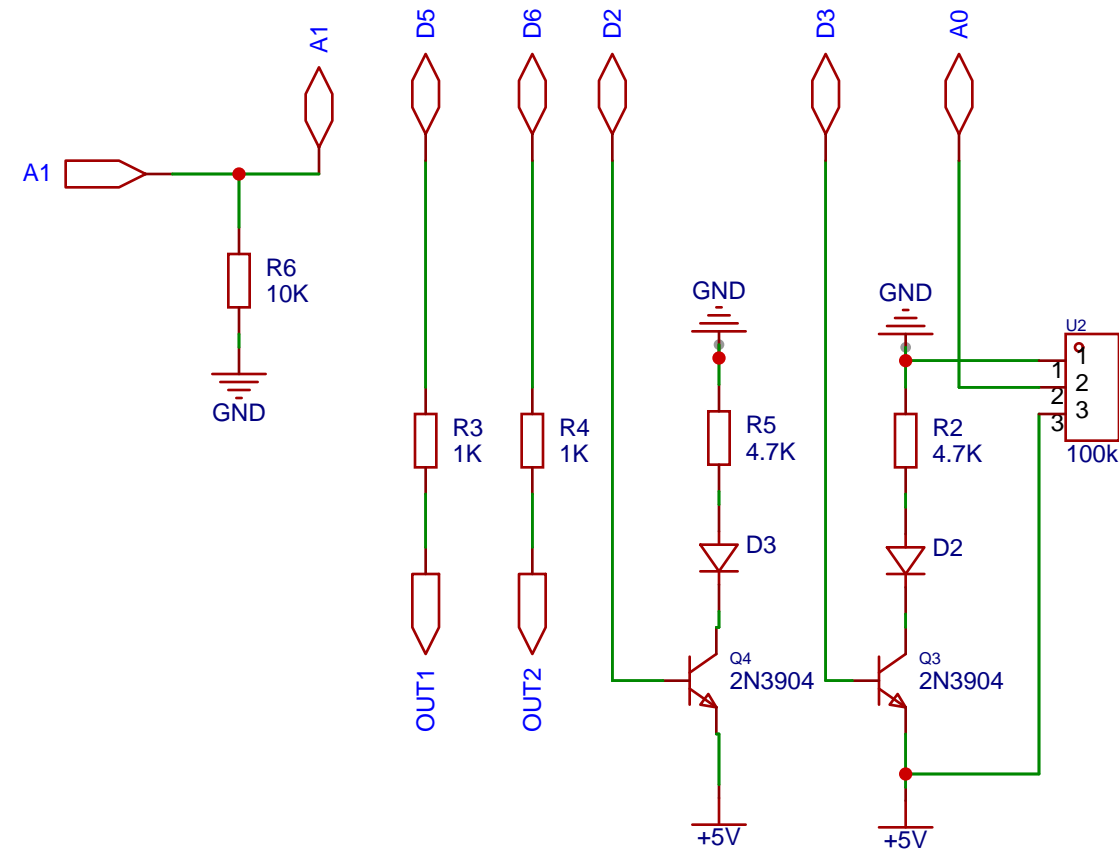 A1
D5
D6
D2
D3
A0
A1
R6
10K
GND
GND
GND
U2
1
1
2
2
3
3
100k
R3
1K
R4
1K
R5
4.7K
R2
4.7K
D3
D2
Q4
2N3904
Q3
2N3904
OUT1
OUT2
+5V
+5V